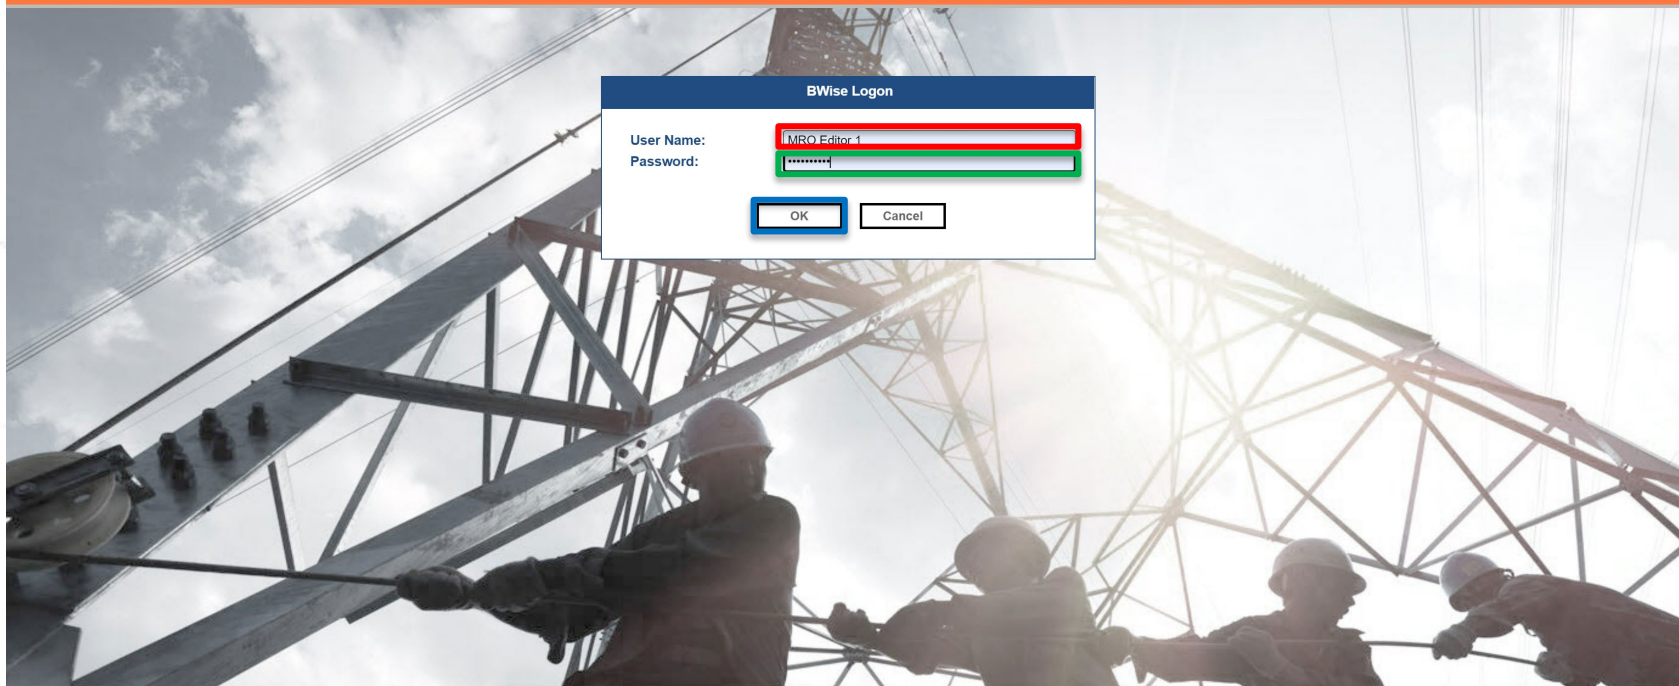 BWise Logon
User Name: MRO Editor 1
Password: ••••••••••
OK Cancel